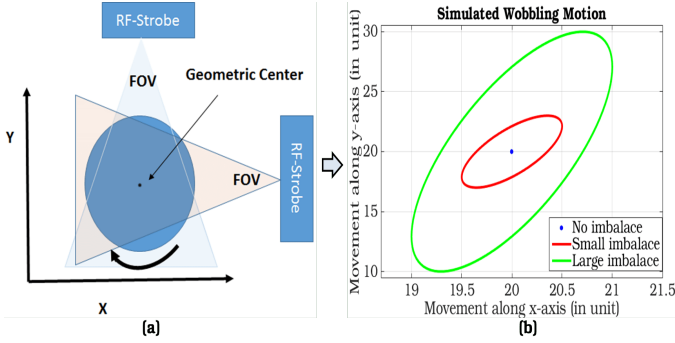 (a)
RF-Strobe
FOV
Geometric Center
Y
FOV
RF-Strobe
X
(a)
(b)
Simulated Wobbling Motion
Movement along y-axis (in unit)
30
25
20
15
10
No imbalace
Small imbalace
Large imbalace
19
19.5
20
20.5
21
21.5
Movement along x-axis (in unit)
(b)